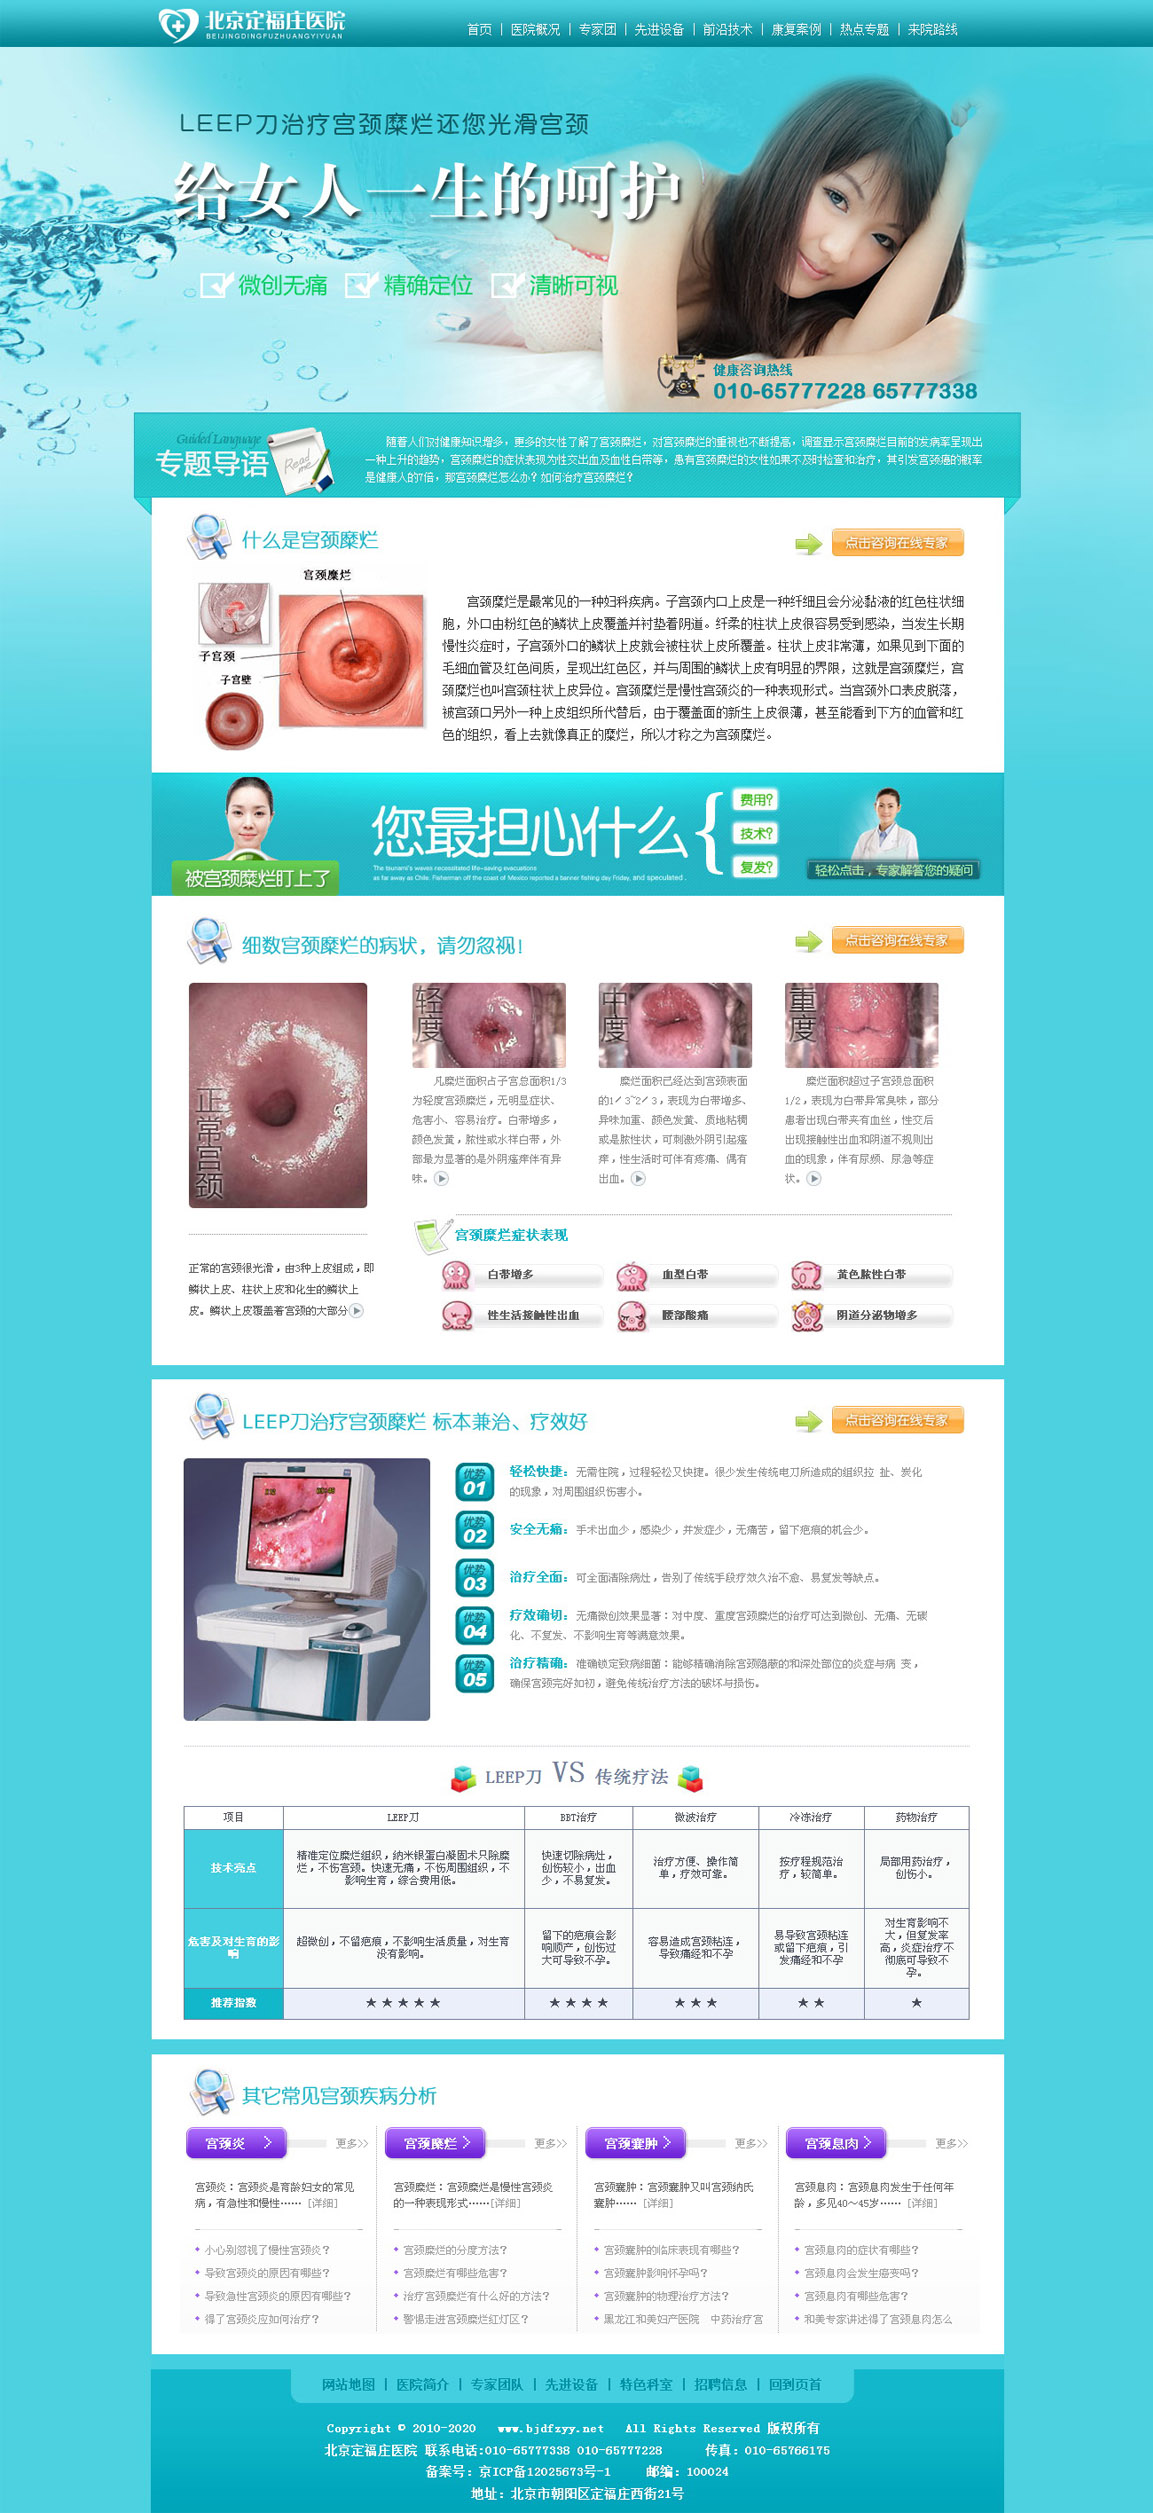 北京定福庄医院
BEIJINGDINGFUZHUANGYIYUAN
首页 | 医院概况 | 专家团 | 先进设备 | 前沿技术 | 康复案例 | 热点专题 | 来院路线
LEEP刀治疗宫颈糜烂还您光滑宫颈
给女人一生的呵护
微创无痛 精确定位 清晰可视
健康咨询热线
010-65777228 65777338
Guided Language
专题导语
Read me
随着人们对健康知识增多，更多的女性了解了宫颈糜烂，对宫颈糜烂的重视也不断提高，调查显示宫颈糜烂目前的发病率呈现出
一种上升的趋势，宫颈糜烂的症状表现为性交出血及血性白带等，患有宫颈糜烂的女性如果不及时检查和治疗，其引发宫颈癌的概率
是健康人的7倍，那宫颈糜烂怎么办？如何治疗宫颈糜烂？
什么是宫颈糜烂
点击咨询在线专家
宫颈糜烂
子宫颈
子宫壁
宫颈糜烂是最常见的一种妇科疾病。子宫颈内口上皮是一种纤细且会分泌黏液的红色柱状细
胞，外口由粉红色的鳞状上皮覆盖并衬垫着阴道。纤柔的柱状上皮很容易受到感染，当发生长期
慢性炎症时，子宫颈外口的鳞状上皮就会被柱状上皮所覆盖。柱状上皮非常薄，如果见到下面的
毛细血管及红色间质，呈现出红色区，并与周围的鳞状上皮有明显的界限，这就是宫颈糜烂，宫
颈糜烂也叫宫颈柱状上皮异位。宫颈糜烂是慢性宫颈炎的一种表现形式。当宫颈外口表皮脱落，
被宫颈口另外一种上皮组织所代替后，由于覆盖面的新生上皮很薄，甚至能看到下方的血管和红
色的组织，看上去就像真正的糜烂，所以才称之为宫颈糜烂。
被宫颈糜烂盯上了
您最担心什么
The tsunami's waves necessitated life-saving evacuations
as far away as Chile. Fisherman off the coast of Mexico reported a banner fishing day Friday, and speculated .
费用?
技术?
复发?
轻松点击，专家解答您的疑问
细数宫颈糜烂的病状，请勿忽视！
点击咨询在线专家
正常宫颈
轻度
中度
重度
凡糜烂面积占子宫总面积1/3
为轻度宫颈糜烂，无明显症状、
危害小、容易治疗。白带增多，
颜色发黄，脓性或水样白带，外
部最为显著的是外阴瘙痒伴有异
味。
糜烂面积已经达到宫颈表面
的1／3~2／3，表现为白带增多、
异味加重、颜色发黄、质地粘稠
或是脓性状，可刺激外阴引起瘙
痒，性生活时可伴有疼痛、偶有
出血。
糜烂面积超过子宫颈总面积
1/2，表现为白带异常臭味，部分
患者出现白带夹有血丝，性交后
出现接触性出血和阴道不规则出
血的现象，伴有尿频、尿急等症
状。
正常的宫颈很光滑，由3种上皮组成，即
鳞状上皮、柱状上皮和化生的鳞状上
皮。鳞状上皮覆盖着宫颈的大部分
宫颈糜烂症状表现
白带增多 血型白带 黄色脓性白带
性生活接触性出血 腰部酸痛 阴道分泌物增多
LEEP刀治疗宫颈糜烂 标本兼治、疗效好
点击咨询在线专家
优势01
轻松快捷：无需住院，过程轻松又快捷。很少发生传统电刀所造成的组织拉 扯、炭化
的现象，对周围组织伤害小。
优势02
安全无痛：手术出血少，感染少，并发症少，无痛苦，留下疤痕的机会少。
优势03
治疗全面：可全面清除病灶，告别了传统手段疗效久治不愈、易复发等缺点。
优势04
疗效确切：无痛微创效果显著：对中度、重度宫颈糜烂的治疗可达到微创、无痛、无碳
化、不复发、不影响生育等满意效果。
优势05
治疗精确：准确锁定致病细菌：能够精确消除宫颈隐蔽的和深处部位的炎症与病 变，
确保宫颈完好如初，避免传统治疗方法的破坏与损伤。
LEEP刀 VS 传统疗法
项目 LEEP刀 BBT治疗 微波治疗 冷冻治疗 药物治疗
技术亮点
精准定位糜烂组织，纳米银蛋白凝固术只除糜
烂，不伤宫颈。快速无痛，不伤周围组织，不
影响生育，综合费用低。
快速切除病灶，
创伤较小，出血
少，不易复发。
治疗方便、操作简
单，疗效可靠。
按疗程规范治
疗，较简单。
局部用药治疗，
创伤小。
危害及对生育的影
响
超微创，不留疤痕，不影响生活质量，对生育
没有影响。
留下的疤痕会影
响顺产，创伤过
大可导致不孕。
容易造成宫颈粘连，
导致痛经和不孕
易导致宫颈粘连
或留下疤痕，引
发痛经和不孕
对生育影响不
大，但复发率
高，炎症治疗不
彻底可导致不
孕。
推荐指数 ★★★★★ ★★★★ ★★★ ★★ ★
其它常见宫颈疾病分析
宫颈炎 更多>> 宫颈糜烂 更多>> 宫颈囊肿 更多>> 宫颈息肉 更多>>
宫颈炎：宫颈炎是育龄妇女的常见
病，有急性和慢性…… [详细]
宫颈糜烂：宫颈糜烂是慢性宫颈炎
的一种表现形式……[详细]
宫颈囊肿：宫颈囊肿又叫宫颈纳氏
囊肿…… [详细]
宫颈息肉：宫颈息肉发生于任何年
龄，多见40～45岁…… [详细]
小心别忽视了慢性宫颈炎？
导致宫颈炎的原因有哪些？
导致急性宫颈炎的原因有哪些？
得了宫颈炎应如何治疗？
宫颈糜烂的分度方法？
宫颈糜烂有哪些危害？
治疗宫颈糜烂有什么好的方法？
警惕走进宫颈糜烂红灯区？
宫颈囊肿的临床表现有哪些？
宫颈囊肿影响怀孕吗？
宫颈囊肿的物理治疗方法？
黑龙江和美妇产医院 中药治疗宫
宫颈息肉的症状有哪些？
宫颈息肉会发生癌变吗？
宫颈息肉有哪些危害？
和美专家讲述得了宫颈息肉怎么
网站地图 | 医院简介 | 专家团队 | 先进设备 | 特色科室 | 招聘信息 | 回到页首
Copyright © 2010-2020 www.bjdfzyy.net All Rights Reserved 版权所有
北京定福庄医院 联系电话:010-65777338 010-65777228 传真：010-65766175
备案号：京ICP备12025673号-1 邮编：100024
地址：北京市朝阳区定福庄西街21号